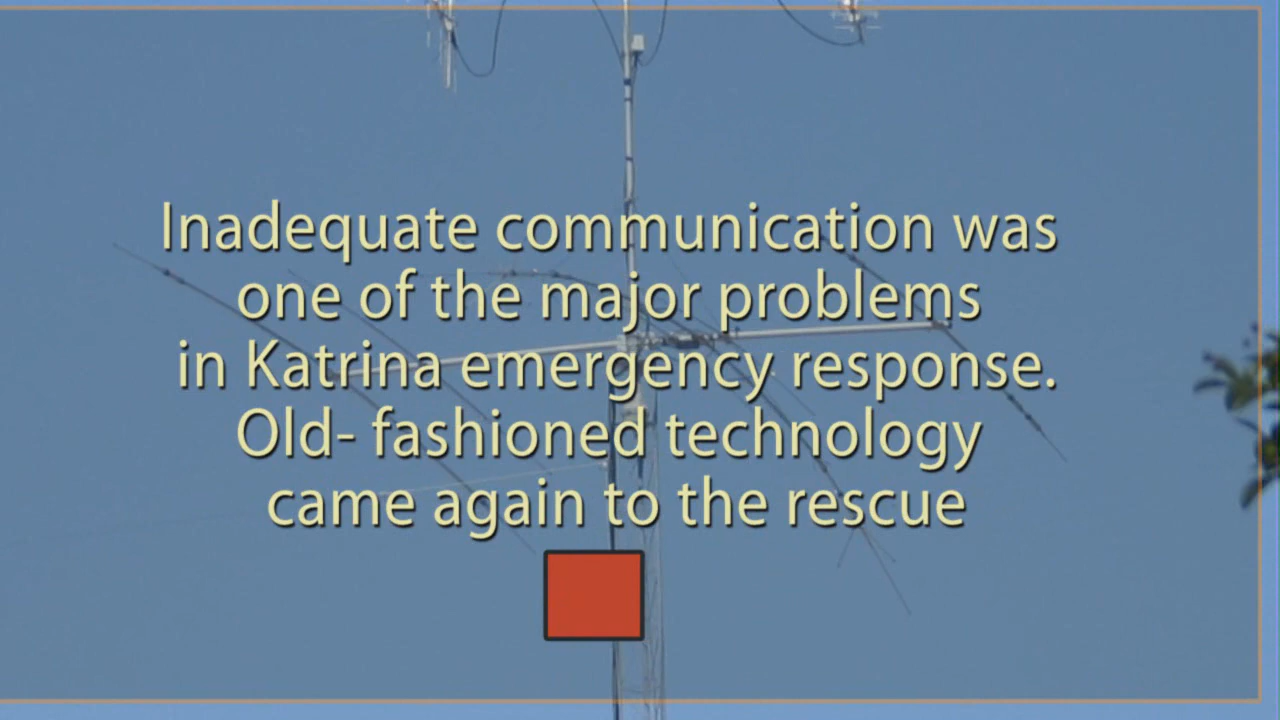 Inadequate communication was
one of the major problems
in Katrina emergency response.
Old- fashioned technology
came again to the rescue